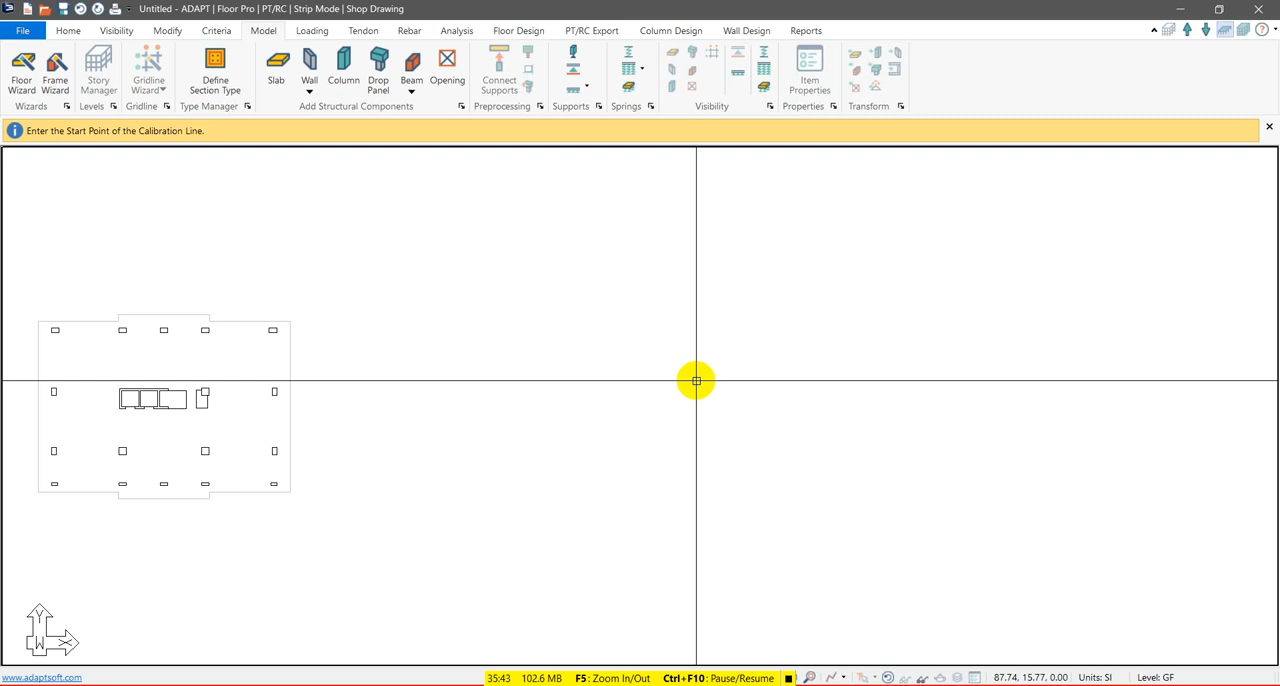 Untitled - ADAPT | Floor Pro | PT/RC | Strip Mode | Shop Drawing
File Home Visibility Modify Criteria Model Loading Tendon Rebar Analysis Floor Design PT/RC Export Column Design Wall Design Reports
Floor Wizard
Frame Wizard
Story Manager
Gridline Wizard
Define Section Type
Slab
Wall
Column
Drop Panel
Beam
Opening
Connect Supports
Item Properties
Wizards Levels Gridline Type Manager Add Structural Components Preprocessing Supports Springs Visibility Properties Transform
Enter the Start Point of the Calibration Line.
Y
W X
www.adaptsoft.com
35:43 102.6 MB F5: Zoom In/Out Ctrl+F10: Pause/Resume
87.74, 15.77, 0.00 Units: SI Level: GF